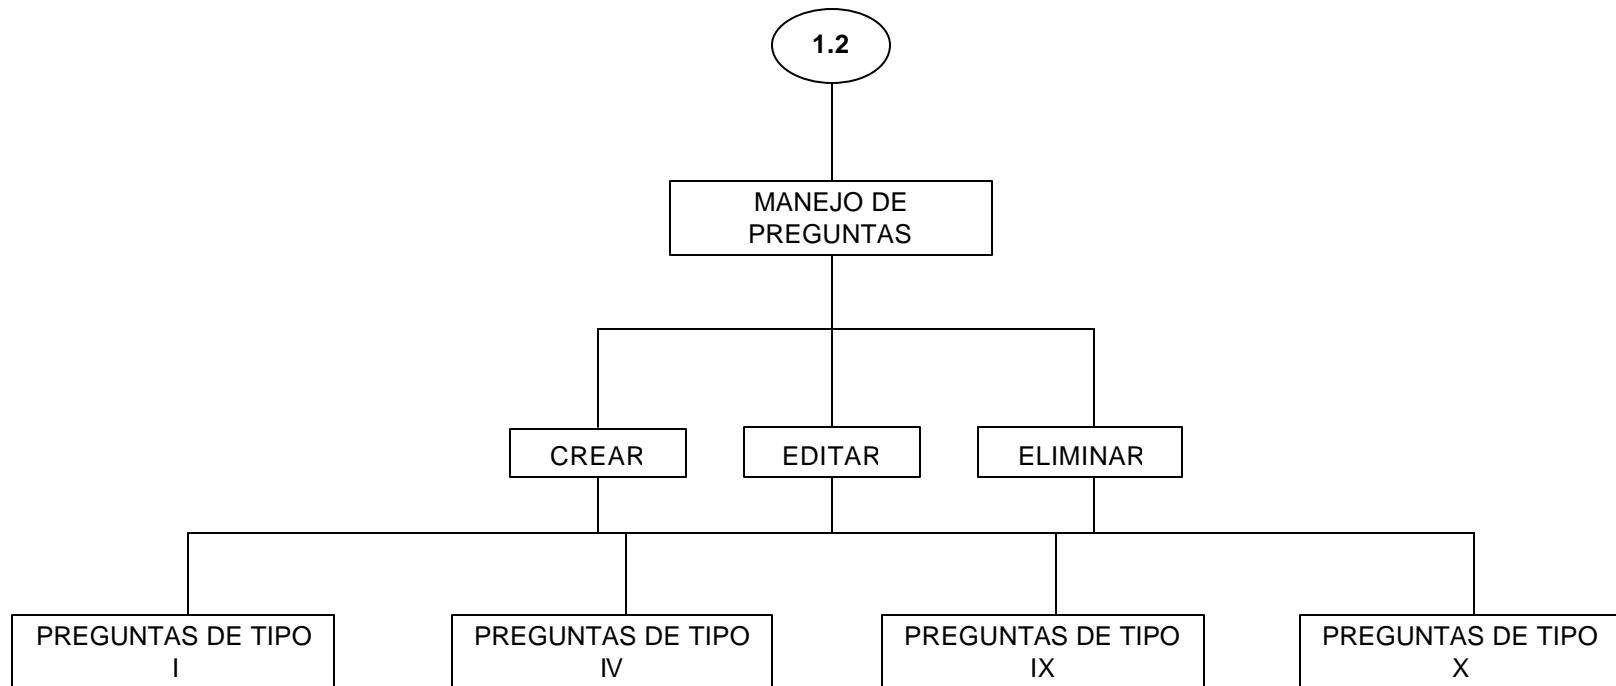 1.2
MANEJO DE
PREGUNTAS
CREAR
EDITAR
ELIMINAR
PREGUNTAS DE TIPO
I
PREGUNTAS DE TIPO
IV
PREGUNTAS DE TIPO
IX
PREGUNTAS DE TIPO
X